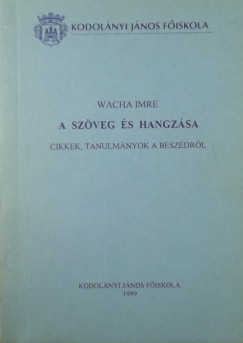 KODOLÁNYI JÁNOS FŐISKOLA
WACHA IMRE
A SZÖVEG ÉS HANGZÁSA
CIKKEK, TANULMÁNYOK A BESZÉDRŐL
KODOLÁNYI JÁNOS FŐISKOLA
1999